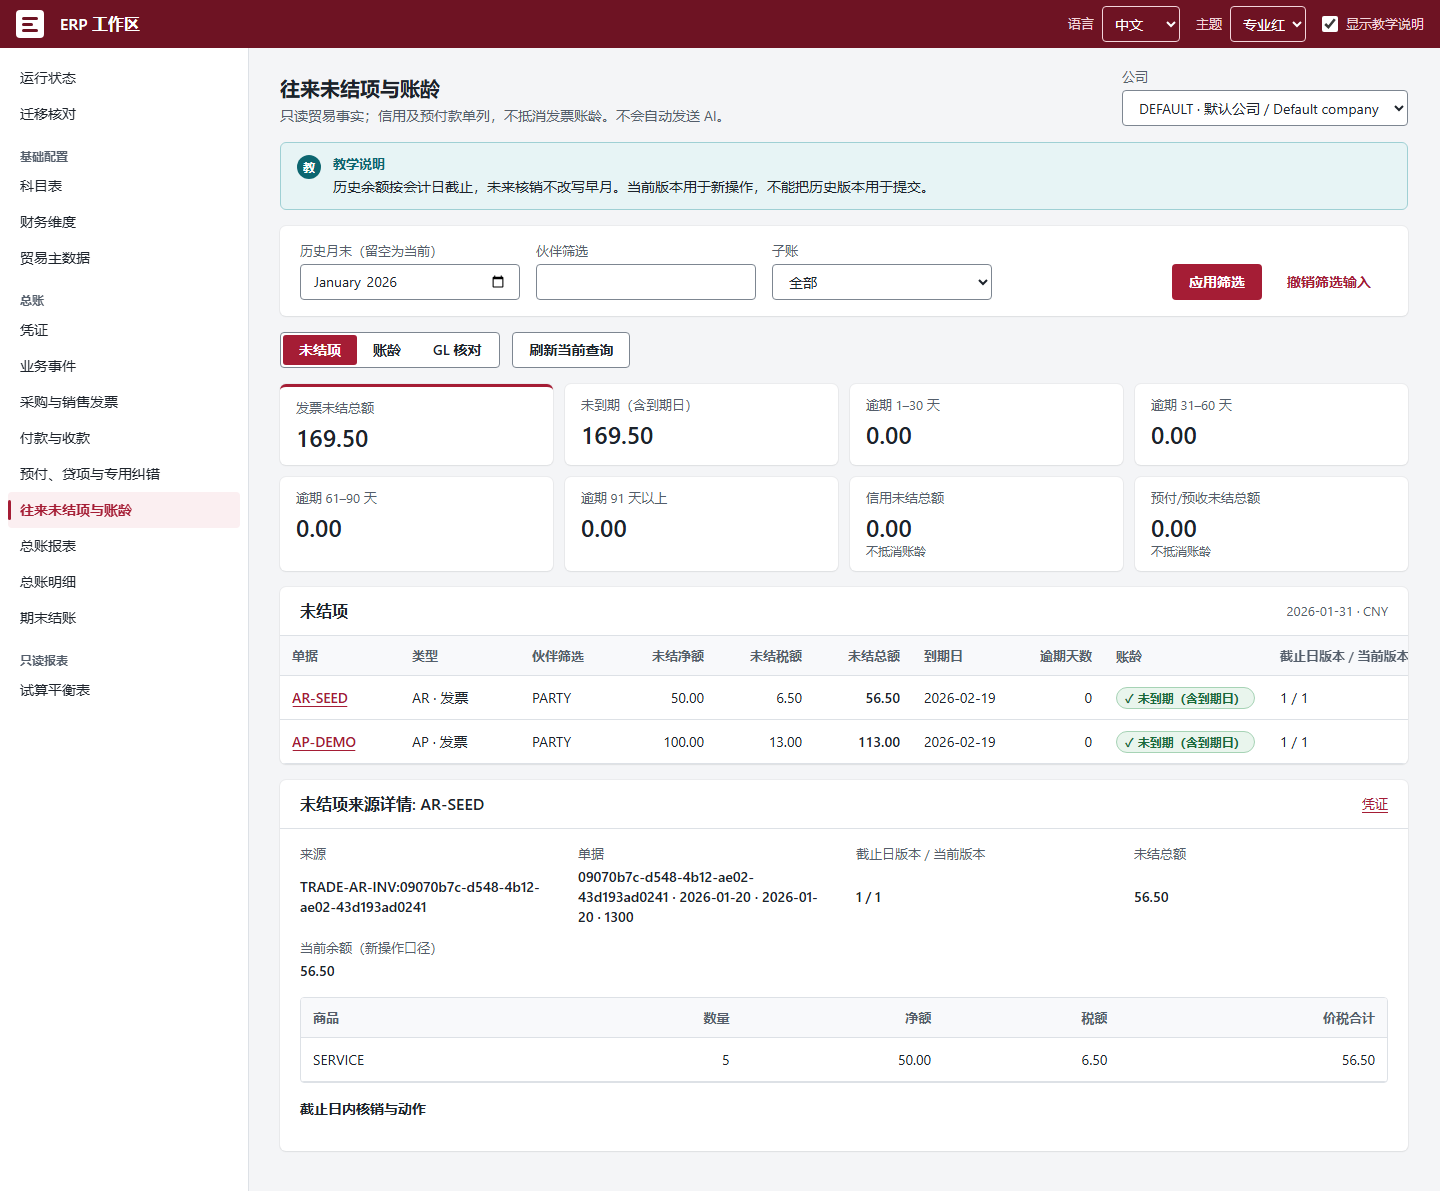 ERP 工作区
语言 中文 主题 专业红 显示教学说明
运行状态
迁移核对
基础配置
科目表
财务维度
贸易主数据
总账
凭证
业务事件
采购与销售发票
付款与收款
预付、贷项与专用纠错
往来未结项与账龄
总账报表
总账明细
期末结账
只读报表
试算平衡表
往来未结项与账龄
只读贸易事实；信用及预付款单列，不抵消发票账龄。不会自动发送 AI。
公司
DEFAULT · 默认公司 / Default company
教 教学说明
历史余额按会计日截止，未来核销不改写早月。当前版本用于新操作，不能把历史版本用于提交。
历史月末（留空为当前） 伙伴筛选 子账
January 2026 全部 应用筛选 撤销筛选输入
未结项 账龄 GL 核对 刷新当前查询
发票未结总额 未到期（含到期日） 逾期 1–30 天 逾期 31–60 天
169.50 169.50 0.00 0.00
逾期 61–90 天 逾期 91 天以上 信用未结总额 预付/预收未结总额
0.00 0.00 0.00 0.00
不抵消账龄 不抵消账龄
未结项 2026-01-31 · CNY
单据 类型 伙伴筛选 未结净额 未结税额 未结总额 到期日 逾期天数 账龄 截止日版本 / 当前版本
AR-SEED AR · 发票 PARTY 50.00 6.50 56.50 2026-02-19 0 ✓ 未到期（含到期日） 1 / 1
AP-DEMO AP · 发票 PARTY 100.00 13.00 113.00 2026-02-19 0 ✓ 未到期（含到期日） 1 / 1
未结项来源详情: AR-SEED 凭证
来源
TRADE-AR-INV:09070b7c-d548-4b12-
ae02-43d193ad0241
单据
09070b7c-d548-4b12-ae02-
43d193ad0241 · 2026-01-20 · 2026-01-
20 · 1300
截止日版本 / 当前版本
1 / 1
未结总额
56.50
当前余额（新操作口径）
56.50
商品 数量 净额 税额 价税合计
SERVICE 5 50.00 6.50 56.50
截止日内核销与动作